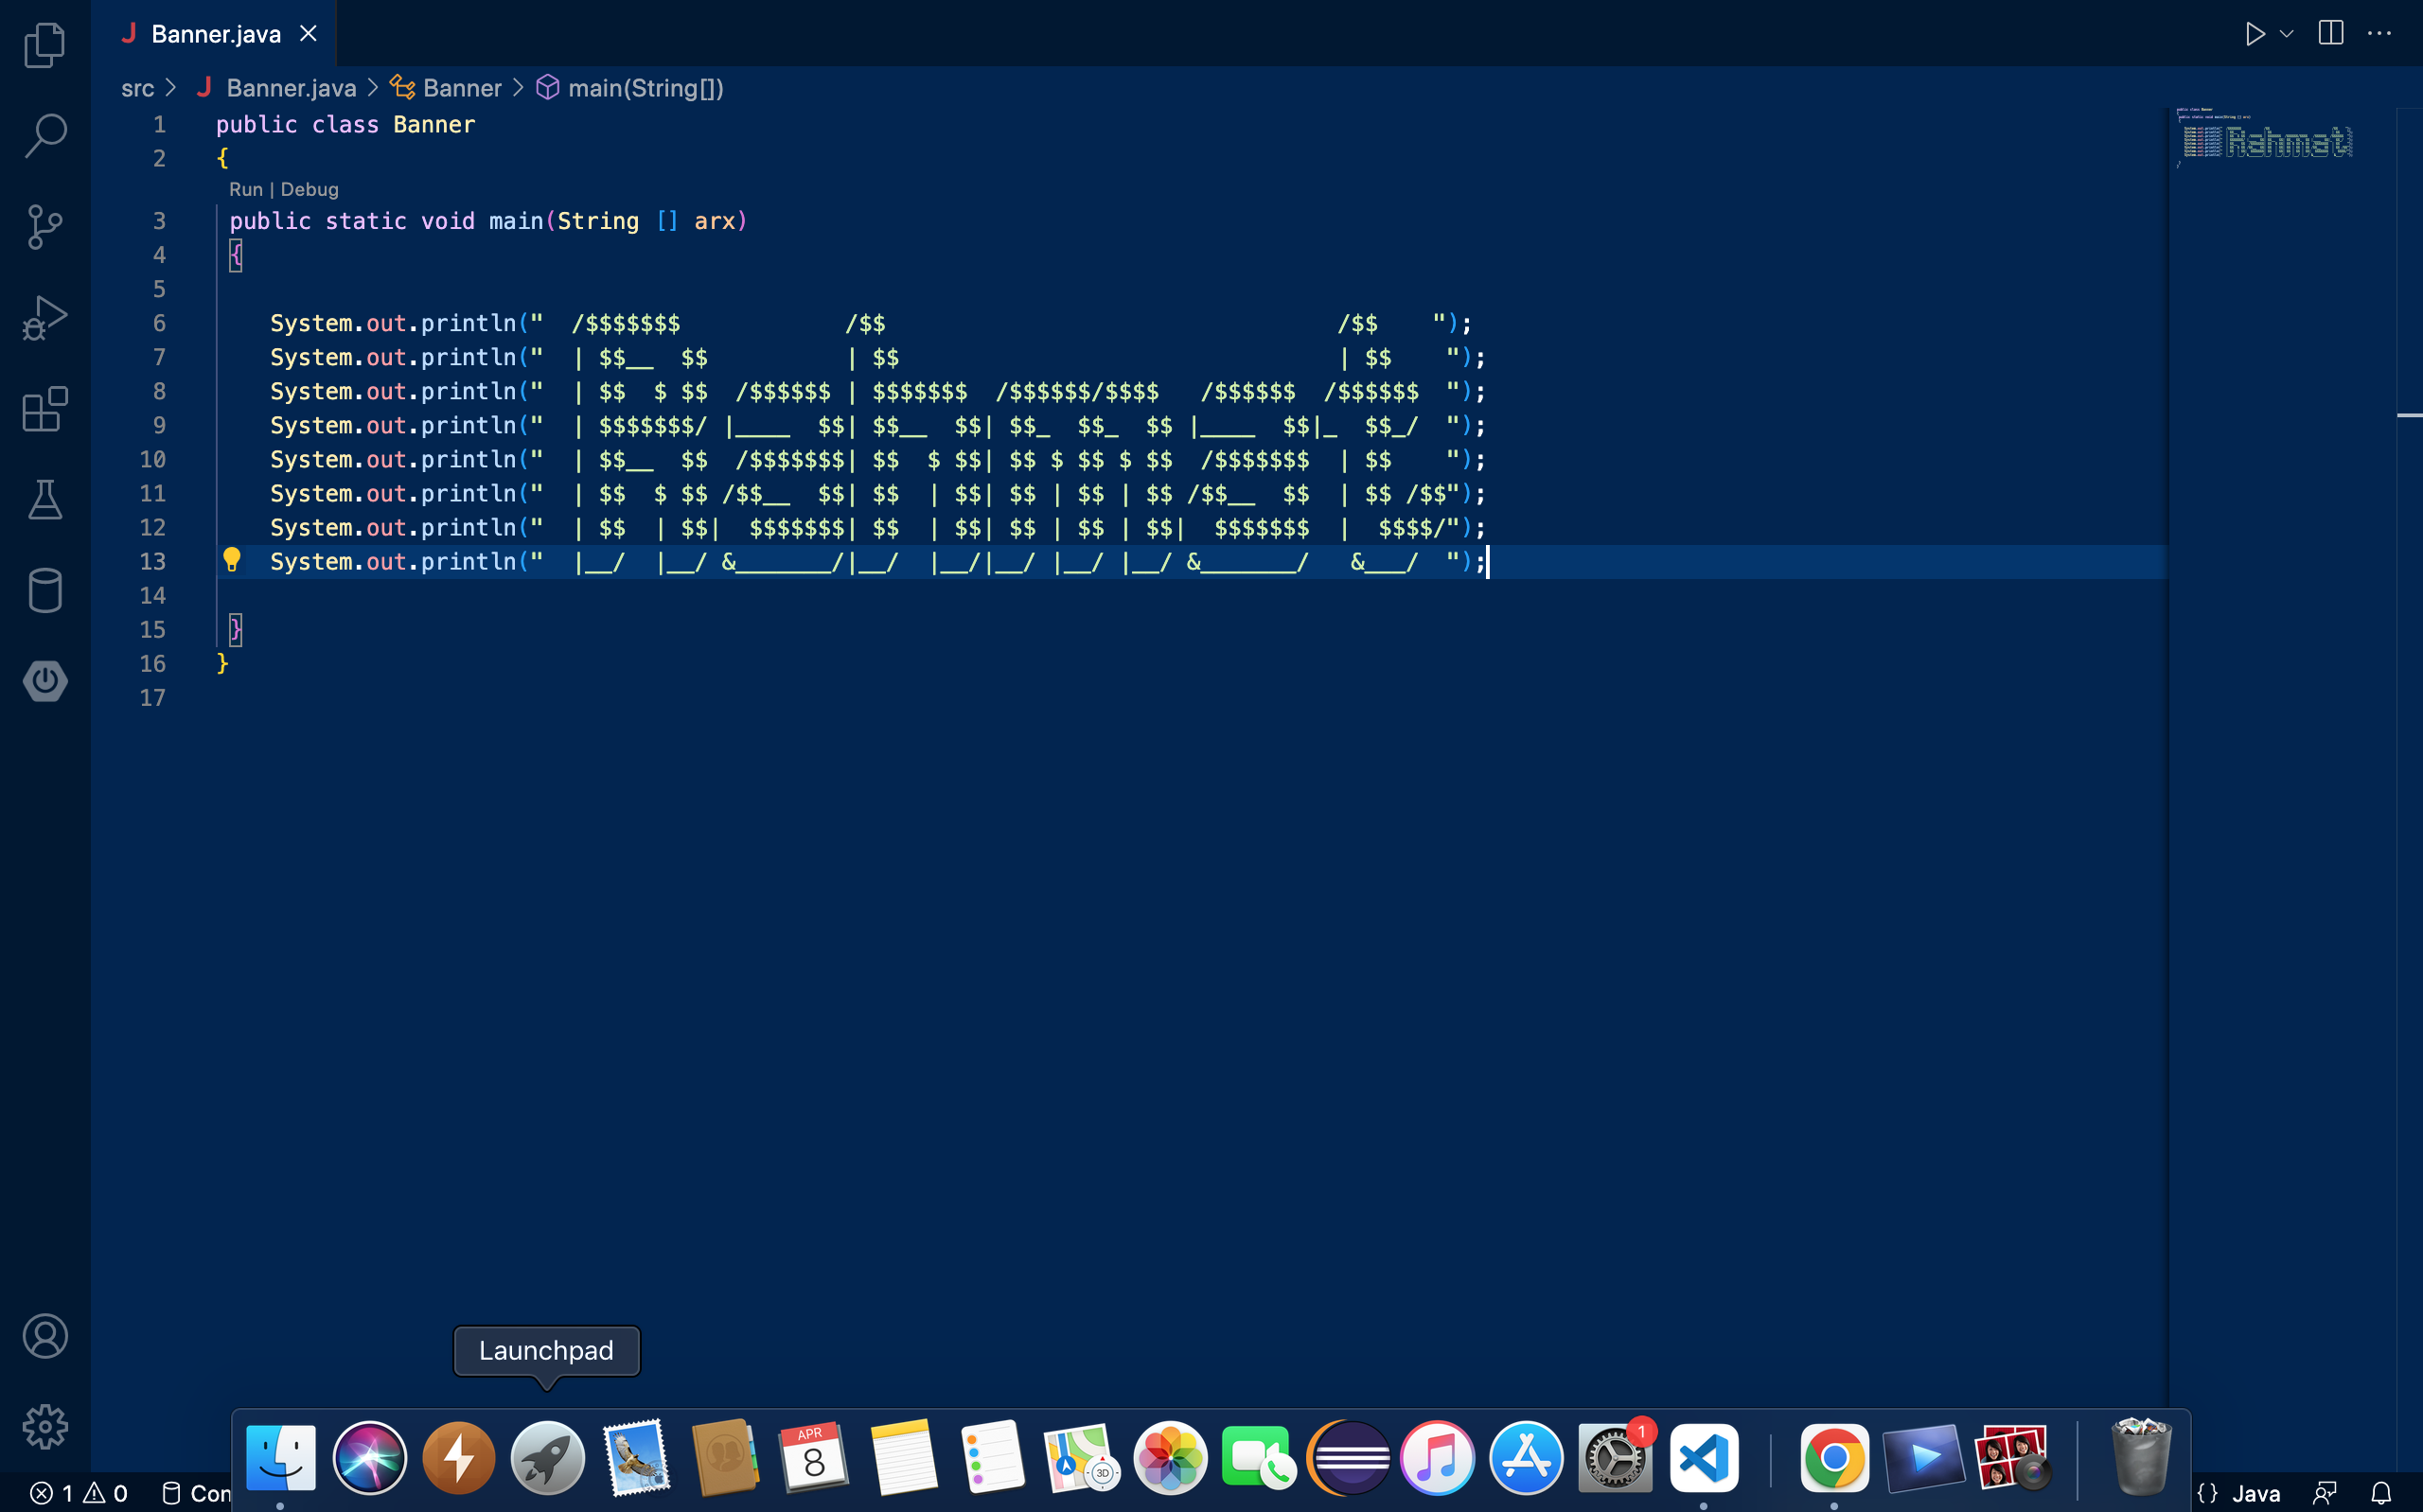 J Banner.java
src > J Banner.java > Banner > main(String[])
1 public class Banner
2 {
Run | Debug
3 public static void main(String [] arx)
4 {
5
6    System.out.println("  /$$$$$$$            /$$                                 /$$    ");
7    System.out.println("  | $$__  $$          | $$                                | $$    ");
8    System.out.println("  | $$  $ $$  /$$$$$$ | $$$$$$$  /$$$$$$/$$$$   /$$$$$$  /$$$$$$  ");
9    System.out.println("  | $$$$$$$/ |____  $$| $$__  $$| $$_  $$_  $$ |____  $$|_  $$_/  ");
10    System.out.println("  | $$__  $$  /$$$$$$$| $$  $ $$| $$ $ $$ $ $$  /$$$$$$$  | $$    ");
11    System.out.println("  | $$  $ $$ /$$__  $$| $$  | $$| $$ | $$ | $$ /$$__  $$  | $$ /$$");
12    System.out.println("  | $$  | $$|  $$$$$$$| $$  | $$| $$ | $$ | $$|  $$$$$$$  |  $$$$/");
13    System.out.println("  |__/  |__/ &_______/|__/  |__/|__/ |__/ |__/ &_______/   &___/  ");
14
15 }
16 }
17
Launchpad
APR
8
3D
1
1 0 Con
{} Java